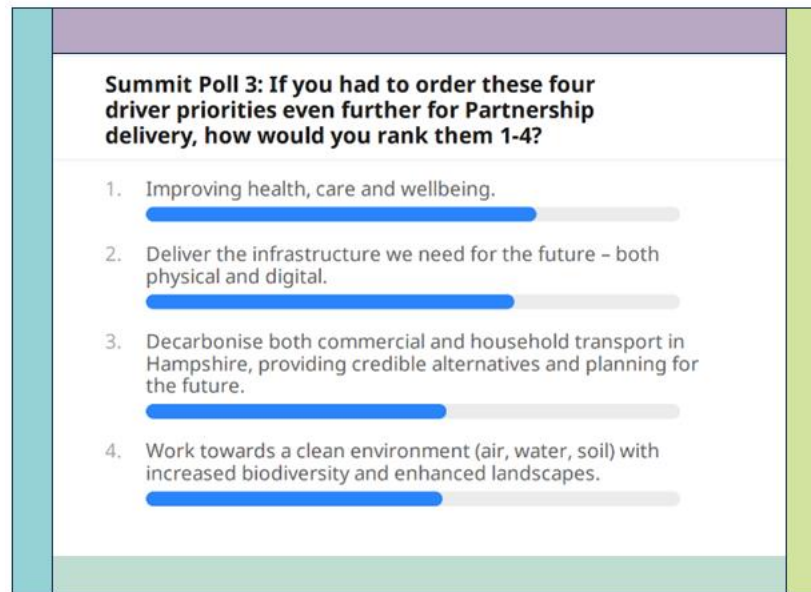 Summit Poll 3: If you had to order these four
driver priorities even further for Partnership
delivery, how would you rank them 1-4?
1. Improving health, care and wellbeing.
2. Deliver the infrastructure we need for the future – both
physical and digital.
3. Decarbonise both commercial and household transport in
Hampshire, providing credible alternatives and planning for
the future.
4. Work towards a clean environment (air, water, soil) with
increased biodiversity and enhanced landscapes.